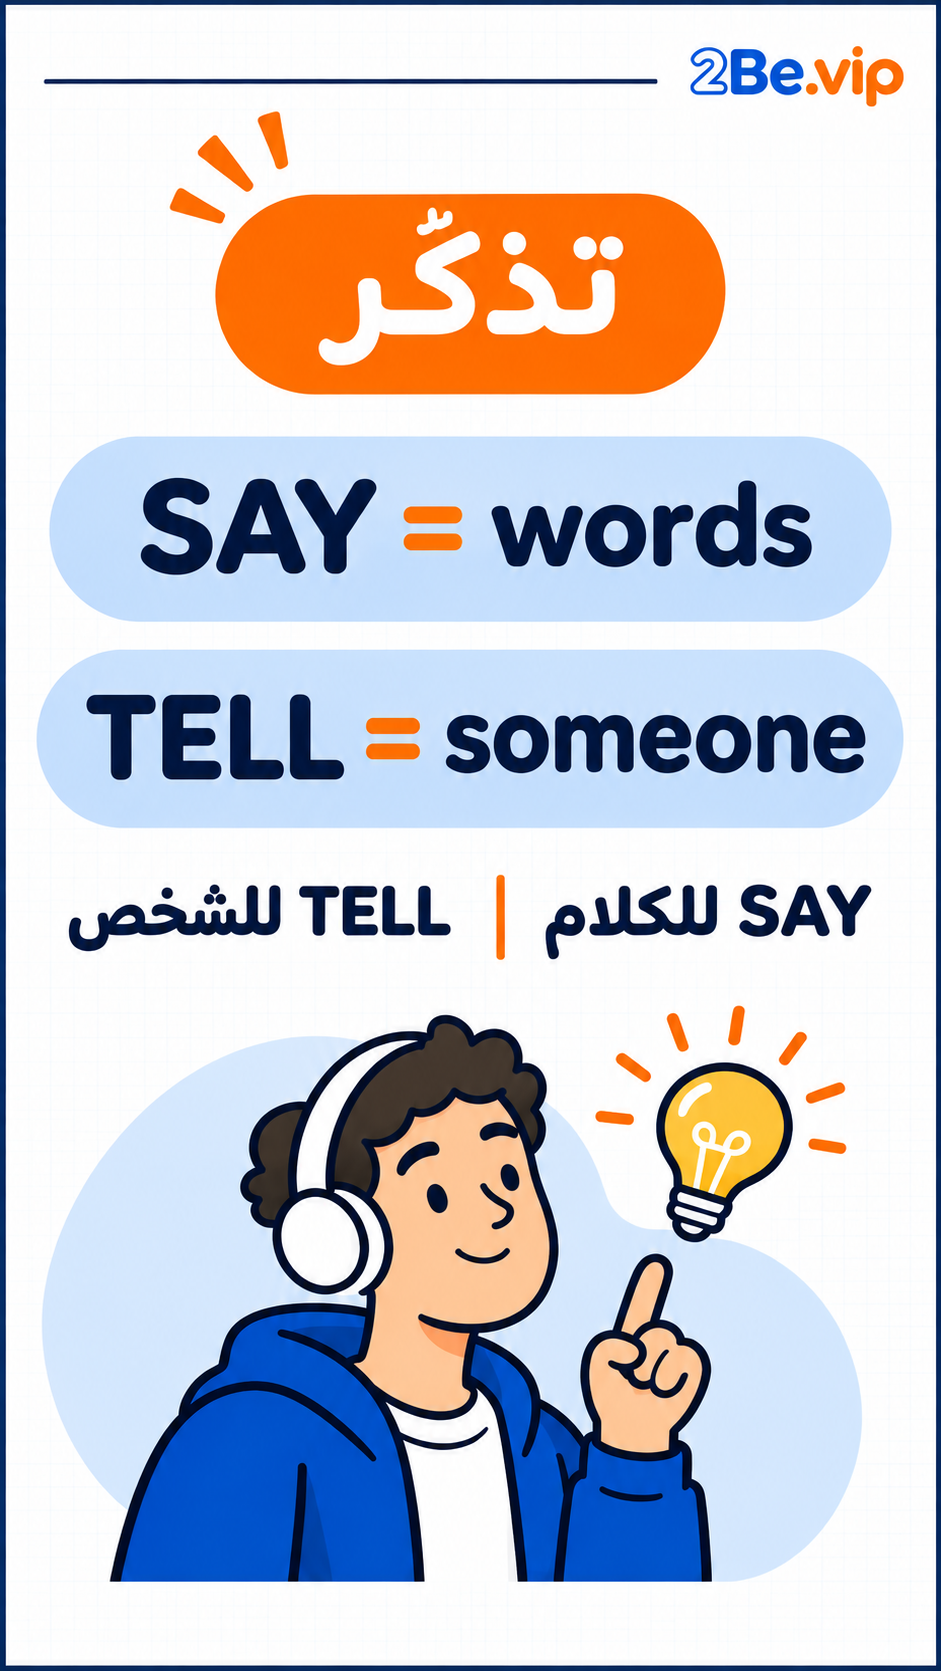 2Be.vip
تذكّر
SAY = words
TELL = someone
SAY للكلام | TELL للشخص